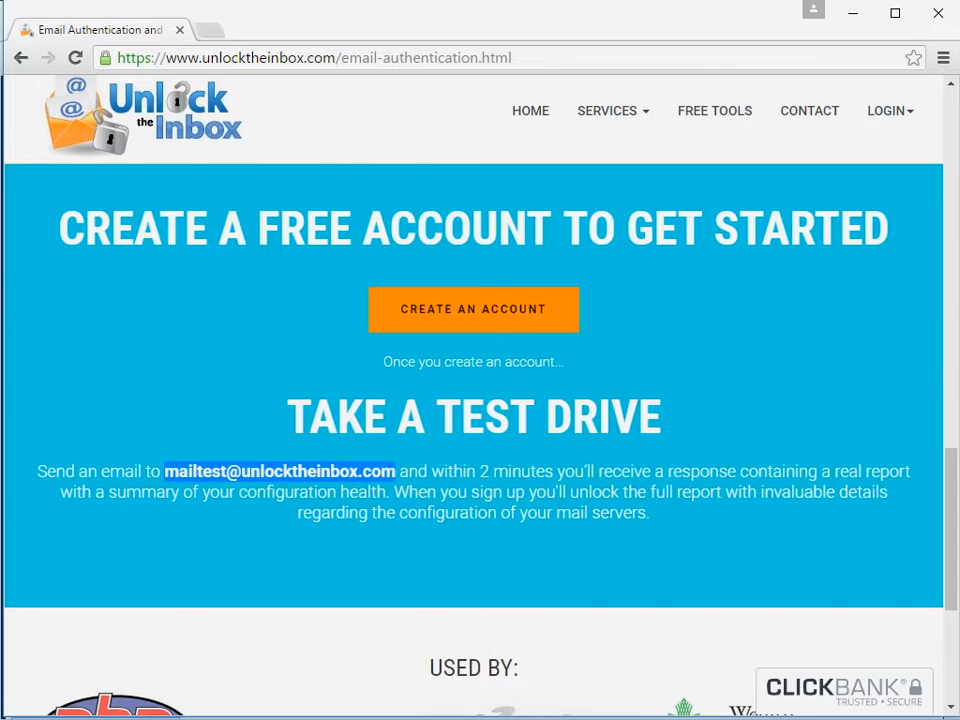 Email Authentication and
https://www.unlocktheinbox.com/email-authentication.html
Unlock
the Inbox
HOME SERVICES FREE TOOLS CONTACT LOGIN
CREATE A FREE ACCOUNT TO GET STARTED
CREATE AN ACCOUNT
Once you create an account...
TAKE A TEST DRIVE
Send an email to mailtest@unlocktheinbox.com and within 2 minutes you'll receive a response containing a real report
with a summary of your configuration health. When you sign up you'll unlock the full report with invaluable details
regarding the configuration of your mail servers.
USED BY:
CLICKBANK®
TRUSTED · SECURE